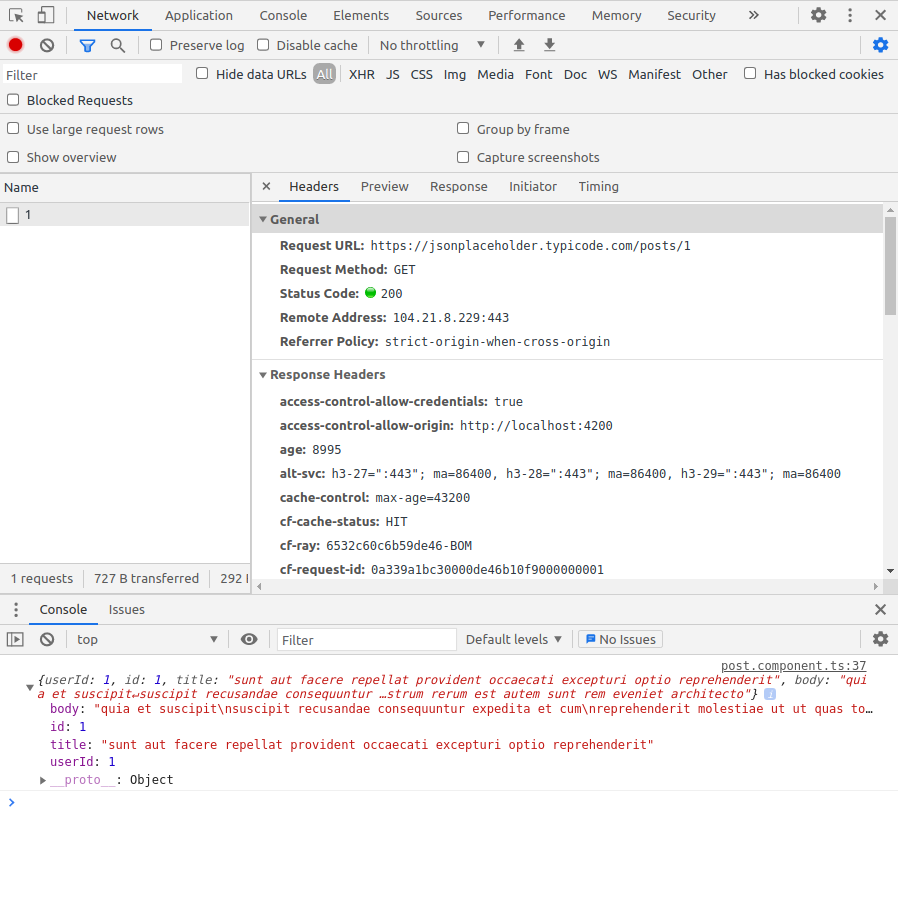 Network Application Console Elements Sources Performance Memory Security »
Preserve log Disable cache No throttling
Filter Hide data URLs All XHR JS CSS Img Media Font Doc WS Manifest Other Has blocked cookies
Blocked Requests
Use large request rows Group by frame
Show overview Capture screenshots
Name × Headers Preview Response Initiator Timing
1
General
Request URL: https://jsonplaceholder.typicode.com/posts/1
Request Method: GET
Status Code: 200
Remote Address: 104.21.8.229:443
Referrer Policy: strict-origin-when-cross-origin
Response Headers
access-control-allow-credentials: true
access-control-allow-origin: http://localhost:4200
age: 8995
alt-svc: h3-27=":443"; ma=86400, h3-28=":443"; ma=86400, h3-29=":443"; ma=86400
cache-control: max-age=43200
cf-cache-status: HIT
cf-ray: 6532c60c6b59de46-BOM
cf-request-id: 0a339a1bc30000de46b10f9000000001
1 requests 727 B transferred 292
Console Issues
top Filter Default levels No Issues
post.component.ts:37
{userId: 1, id: 1, title: "sunt aut facere repellat provident occaecati excepturi optio reprehenderit", body: "qui
a et suscipit↵suscipit recusandae consequuntur …strum rerum est autem sunt rem eveniet architecto"} i
body: "quia et suscipit\nsuscipit recusandae consequuntur expedita et cum\nreprehenderit molestiae ut ut quas to…
id: 1
title: "sunt aut facere repellat provident occaecati excepturi optio reprehenderit"
userId: 1
__proto__: Object